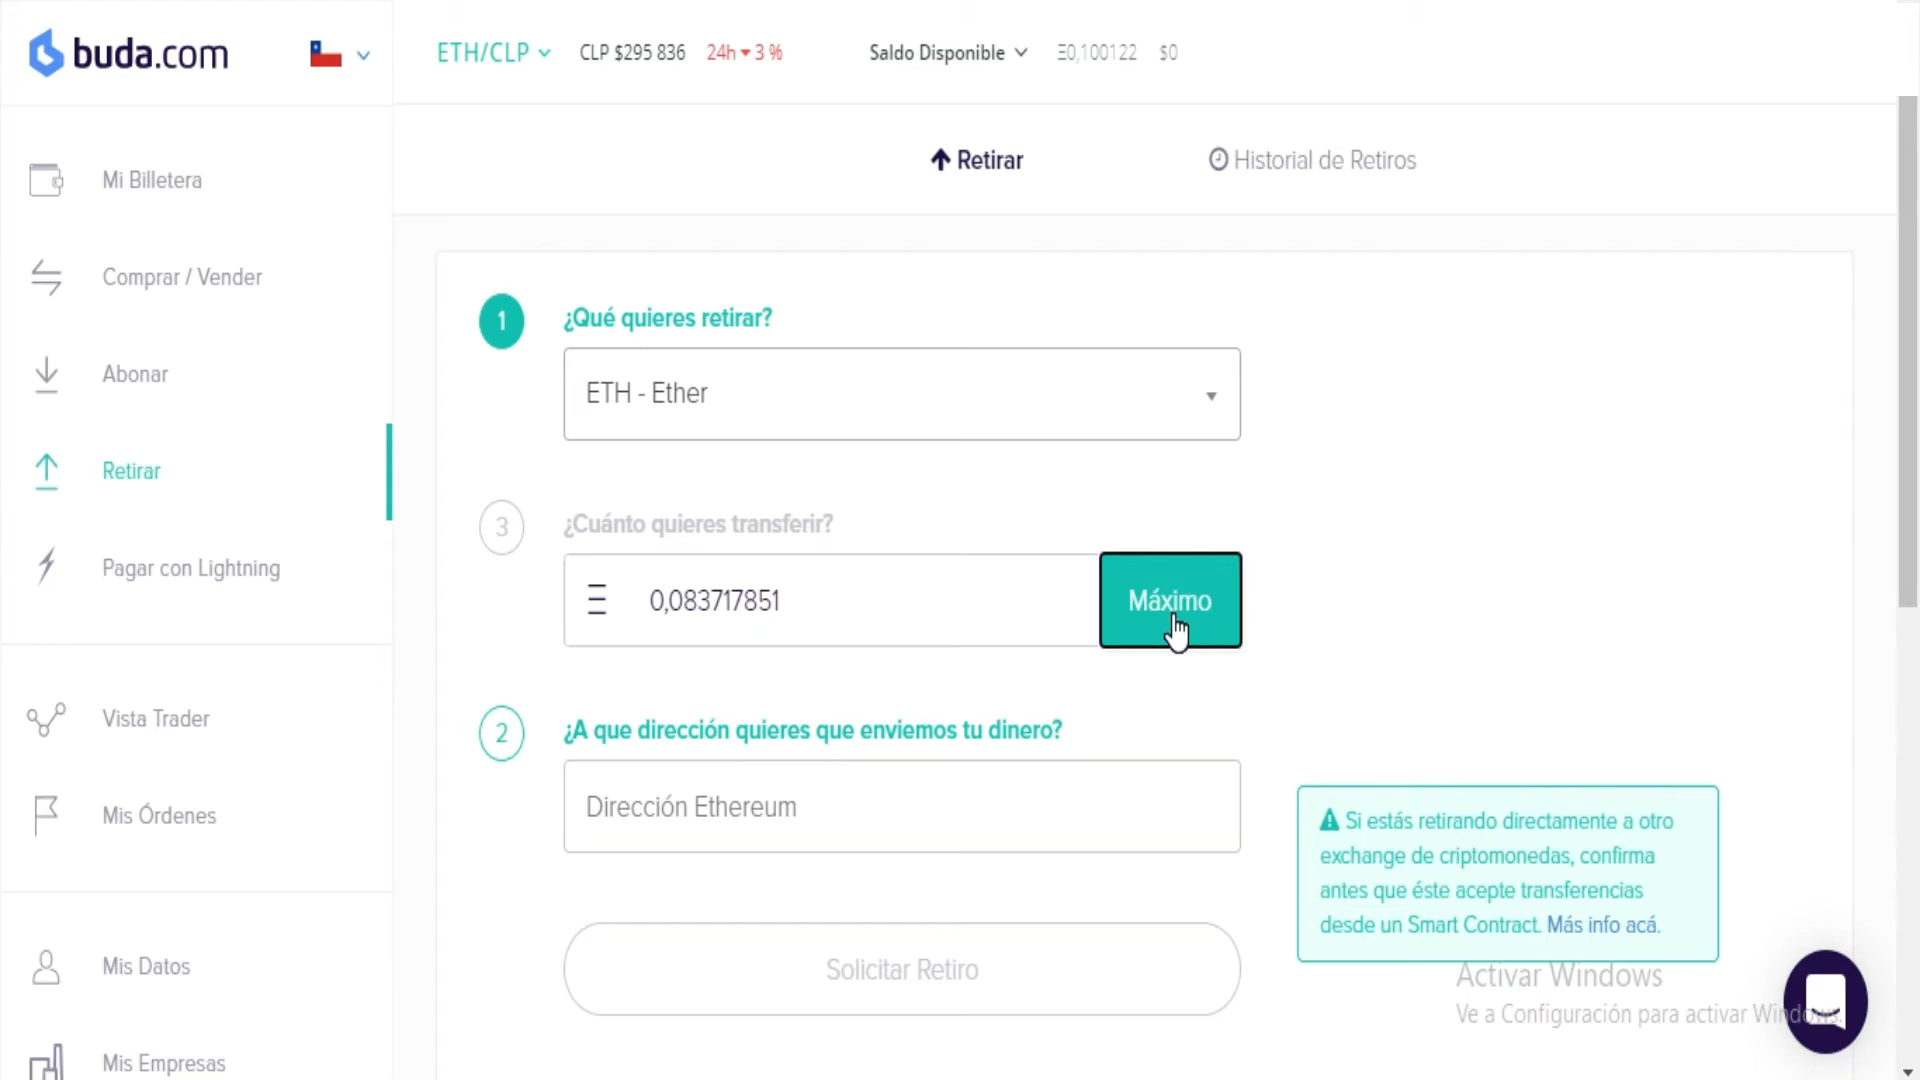 buda.com
ETH/CLP CLP $295 836 24h 3 % Saldo Disponible Ξ0,100122 $0
Retirar Historial de Retiros
Mi Billetera
Comprar / Vender
Abonar
Retirar
Pagar con Lightning
Vista Trader
Mis Órdenes
Mis Datos
Mis Empresas
1 ¿Qué quieres retirar?
ETH - Ether
3 ¿Cuánto quieres transferir?
Ξ 0,083717851 Máximo
2 ¿A que dirección quieres que enviemos tu dinero?
Dirección Ethereum
Si estás retirando directamente a otro
exchange de criptomonedas, confirma
antes que éste acepte transferencias
desde un Smart Contract. Más info acá.
Solicitar Retiro
Activar Windows
Ve a Configuración para activar Windows.